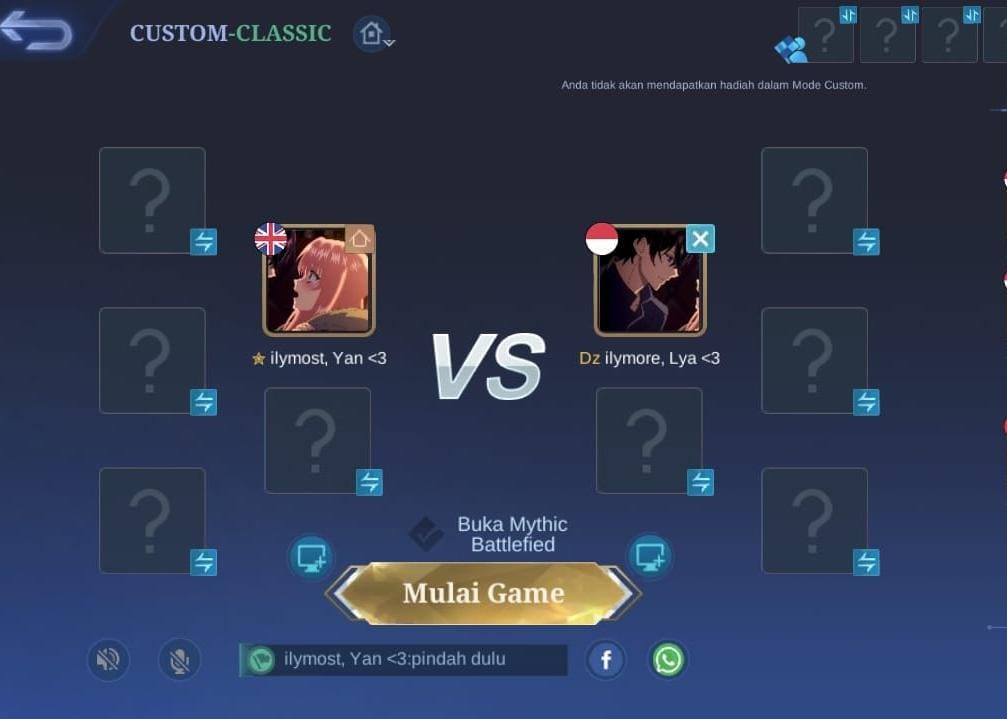 CUSTOM-CLASSIC
Anda tidak akan mendapatkan hadiah dalam Mode Custom.
ilymost, Yan <3
VS
Dz ilymore, Lya <3
Buka Mythic
Battlefied
Mulai Game
ilymost, Yan <3:pindah dulu